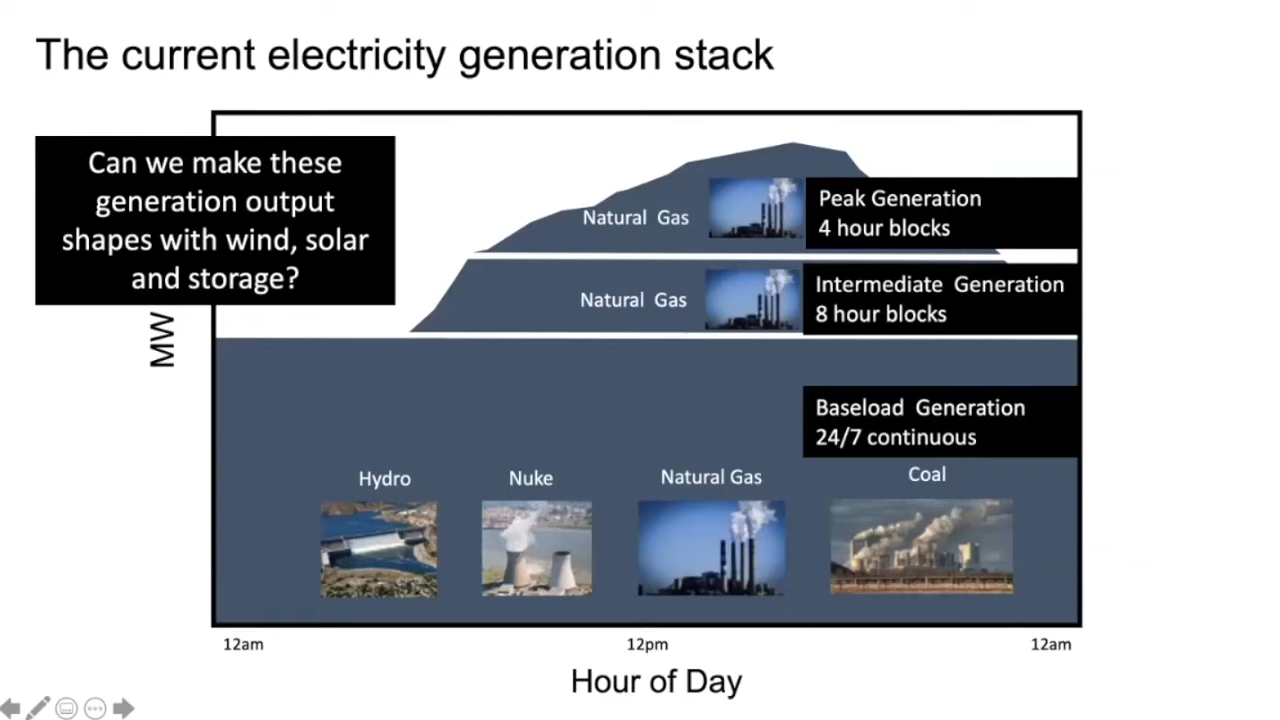 The current electricity generation stack
Can we make these
generation output
shapes with wind, solar
and storage?
MW
Natural Gas
Peak Generation
4 hour blocks
Natural Gas
Intermediate Generation
8 hour blocks
Baseload Generation
24/7 continuous
Hydro
Nuke
Natural Gas
Coal
12am
12pm
12am
Hour of Day